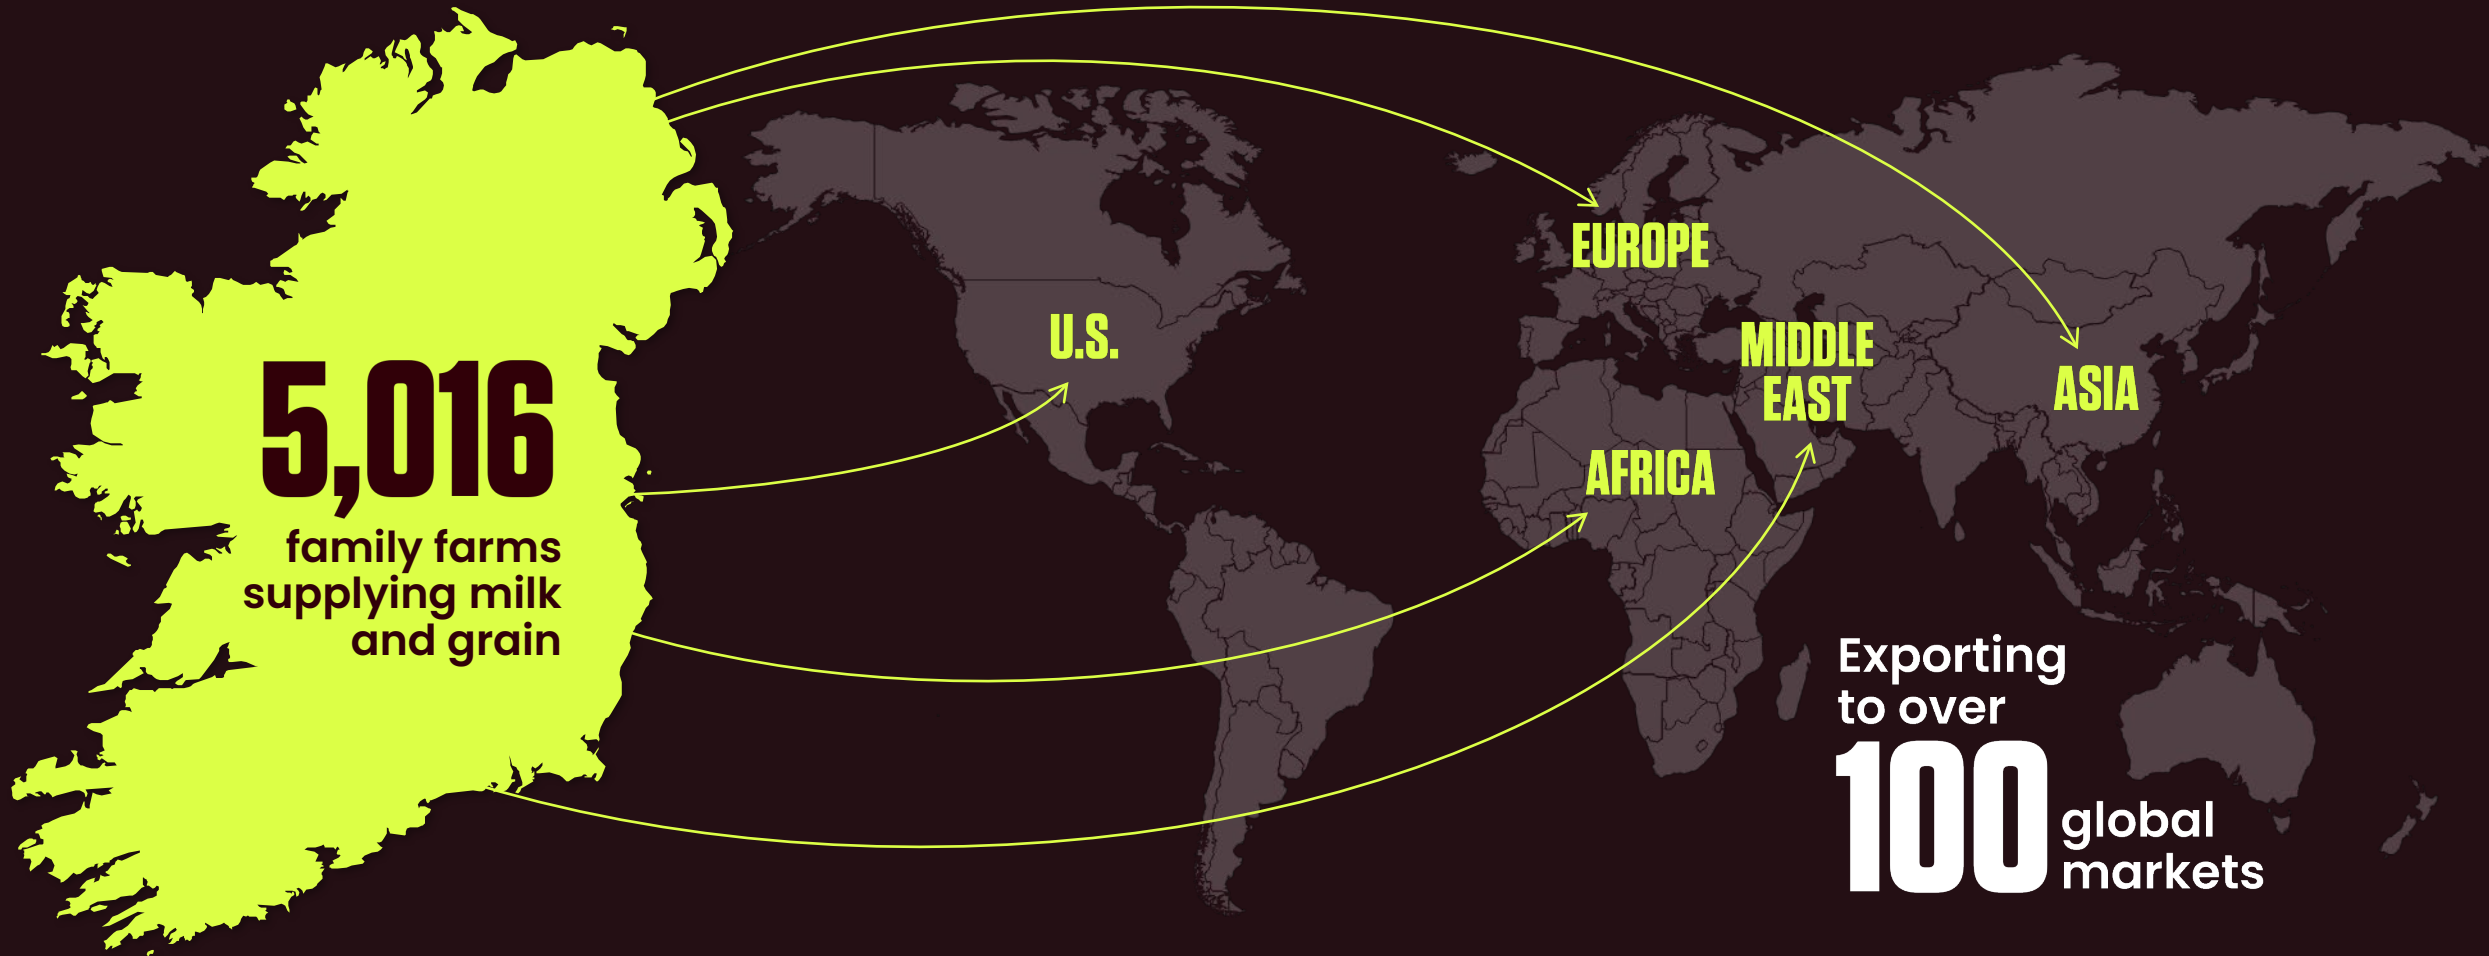 5,016
family farms
supplying milk
and grain
U.S.
EUROPE
MIDDLE
EAST
AFRICA
ASIA
Exporting
to over
100 global
markets